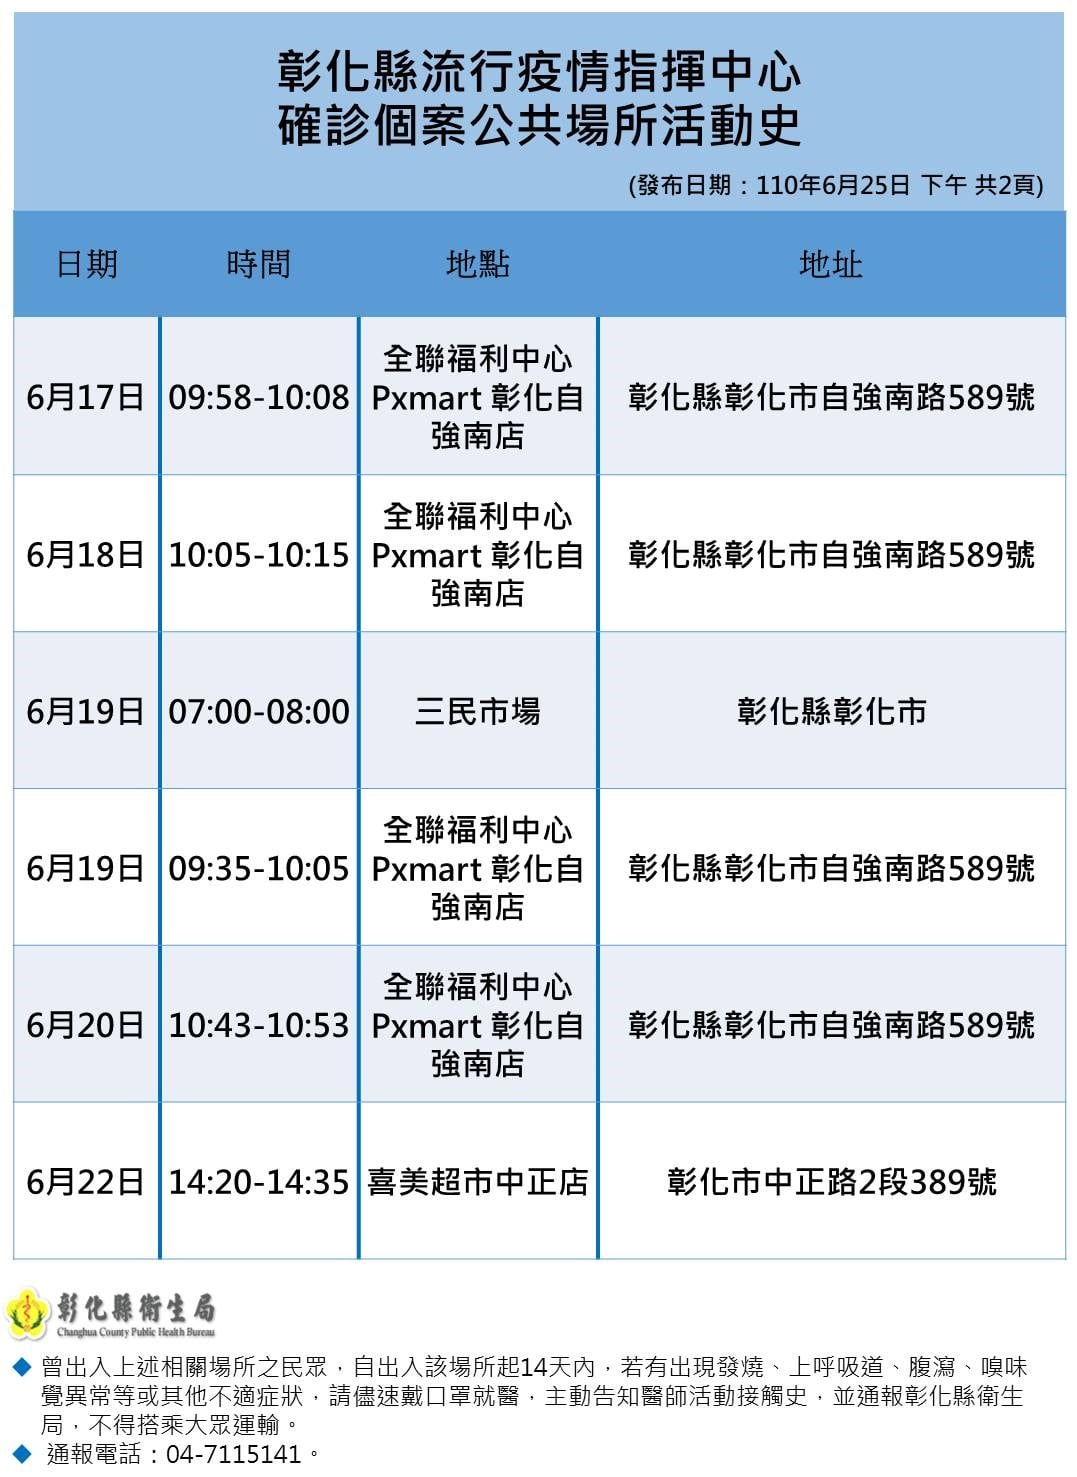 彰化縣流行疫情指揮中心
確診個案公共場所活動史
(發布日期：110年6月25日 下午 共2頁)
日期 時間 地點 地址
全聯福利中心
6月17日 09:58-10:08 Pxmart 彰化自 彰化縣彰化市自強南路589號
強南店
全聯福利中心
6月18日 10:05-10:15 Pxmart 彰化自 彰化縣彰化市自強南路589號
強南店
6月19日 07:00-08:00 三民市場 彰化縣彰化市
全聯福利中心
6月19日 09:35-10:05 Pxmart 彰化自 彰化縣彰化市自強南路589號
強南店
全聯福利中心
6月20日 10:43-10:53 Pxmart 彰化自 彰化縣彰化市自強南路589號
強南店
6月22日 14:20-14:35 喜美超市中正店 彰化市中正路2段389號
彰化縣衛生局
Changhua County Public Health Bureau
◆ 曾出入上述相關場所之民眾，自出入該場所起14天內，若有出現發燒、上呼吸道、腹瀉、嗅味
覺異常等或其他不適症狀，請儘速戴口罩就醫，主動告知醫師活動接觸史，並通報彰化縣衛生
局，不得搭乘大眾運輸。
◆ 通報電話：04-7115141。